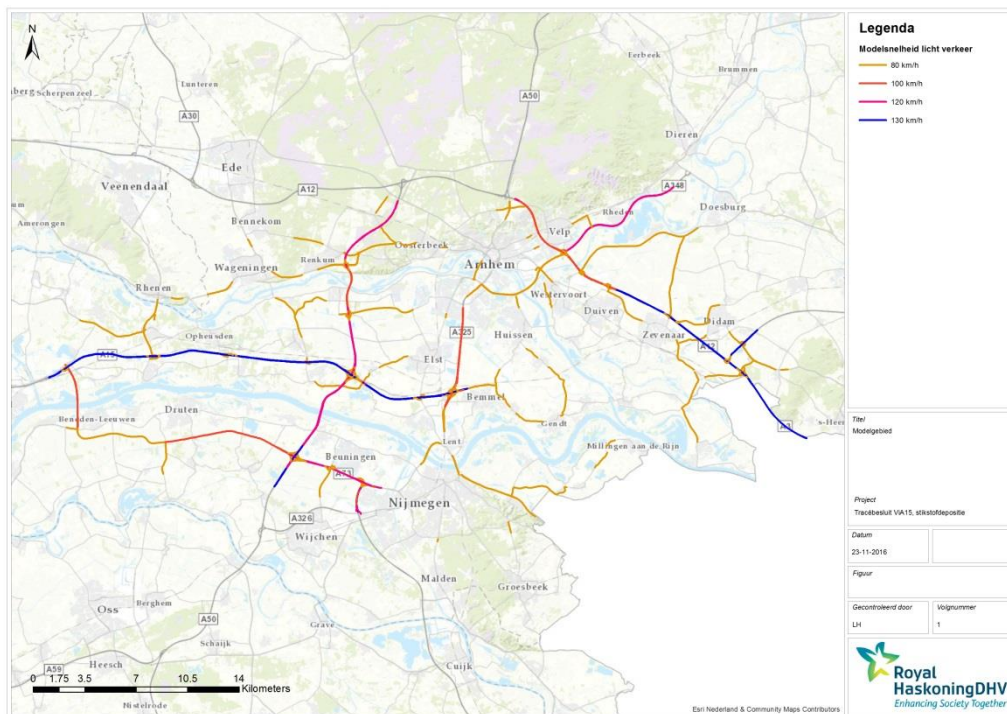 N
Eerbeek
Brummen
Lunteren
Scherpenzeel
A50
A30
Dieren
Ede
Veenendaal
A12
A348
Doesburg
Rheden
Amerongen
Bennekom
Velp
Oosterbeek
Renkum
Arnhem
Wageningen
Rhenen
Westervoort
Duiven
Didam
Opheusden
A325
Huissen
Zevenaar
A15
Elst
A12
Bemmel
Druten
Beneden-Leeuwen
Gendt
A3
's-Heer
Lent
Millingen aan de Rijn
Beuningen
A73
Nijmegen
A326
Wijchen
Malden
Groesbeek
Oss
Berghem
A50
Grave
Schaijk
Cuijk
A59
Heesch
Nistelrode
0 1.75 3.5 7 10.5 14
Kilometers
Esri Nederland & Community Maps Contributors
Legenda
Modelsnelheid licht verkeer
80 km/h
100 km/h
120 km/h
130 km/h
Titel
Modelgebied
Project
Tracébesluit ViA15, stikstofdepositie
Datum
23-11-2016
Figuur
Gecontroleerd door
LH
Volgnummer
1
Royal
HaskoningDHV
Enhancing Society Together